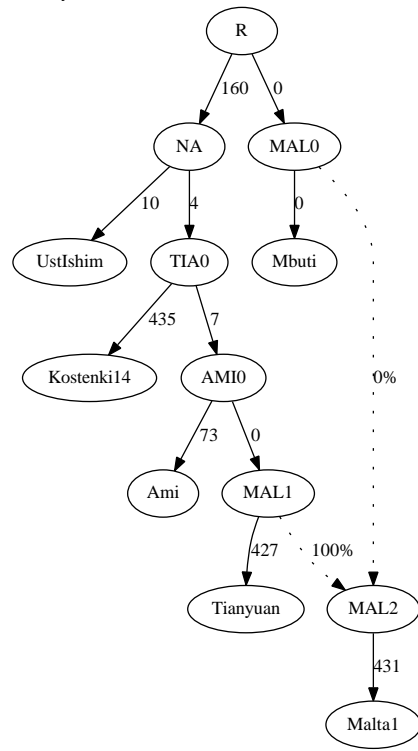 R
160 0
NA MAL0
10 4 0
UstIshim TIA0 Mbuti
435 7 0%
Kostenki14 AMI0
73 0
Ami MAL1
427 100%
Tianyuan MAL2
431
Malta1